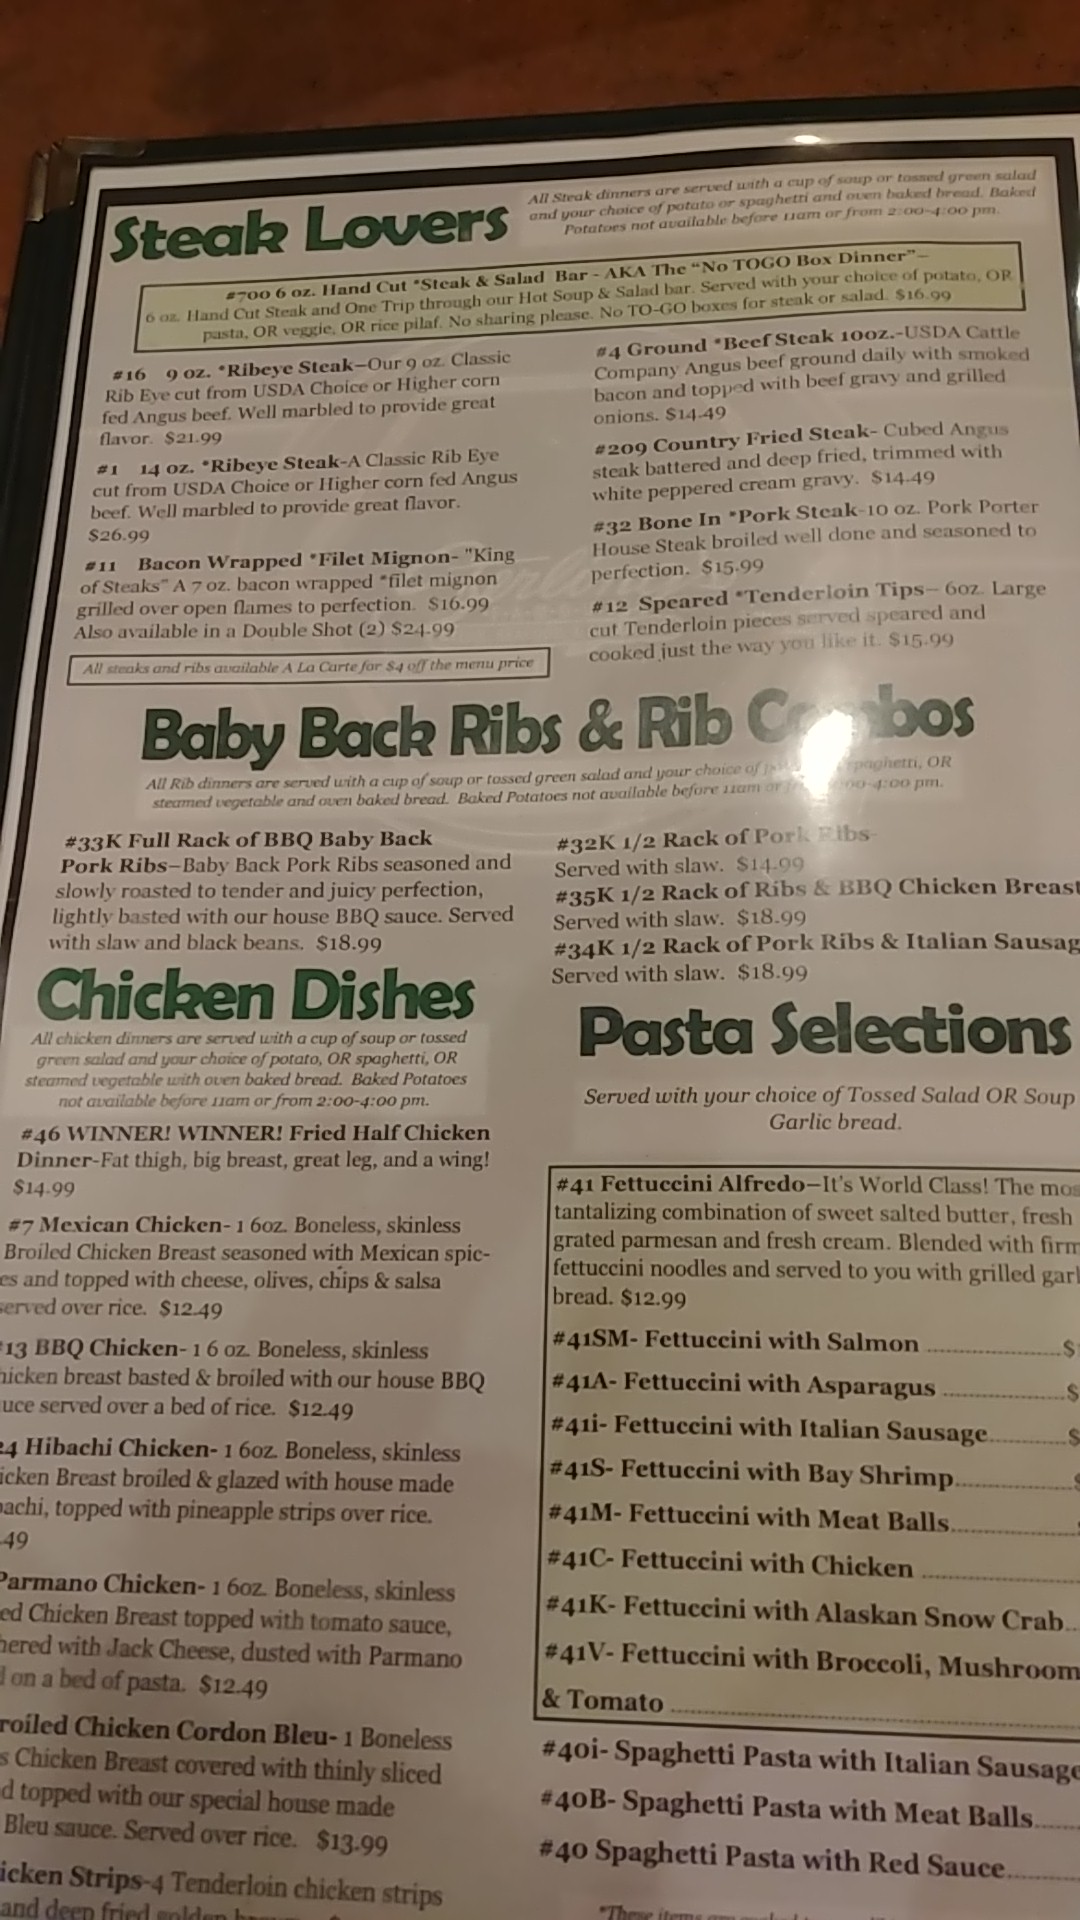 Steak Lovers
All Steak dinners are served with a cup of soup or tossed green salad
and your choice of potato or spaghetti and oven baked bread. Baked
Potatoes not available before 11am or from 2:00-4:00 pm.
#700 6 oz. Hand Cut *Steak & Salad Bar - AKA The "No TOGO Box Dinner"–
6 oz. Hand Cut Steak and One Trip through our Hot Soup & Salad bar. Served with your choice of potato, OR
pasta, OR veggie, OR rice pilaf. No sharing please. No TO-GO boxes for steak or salad. $16.99
#16 9 oz. *Ribeye Steak–Our 9 oz. Classic
Rib Eye cut from USDA Choice or Higher corn
fed Angus beef. Well marbled to provide great
flavor. $21.99
#1 14 oz. *Ribeye Steak-A Classic Rib Eye
cut from USDA Choice or Higher corn fed Angus
beef. Well marbled to provide great flavor.
$26.99
#11 Bacon Wrapped *Filet Mignon- "King
of Steaks" A 7 oz. bacon wrapped *filet mignon
grilled over open flames to perfection. $16.99
Also available in a Double Shot (2) $24.99
All steaks and ribs available A La Carte for $4 off the menu price
#4 Ground *Beef Steak 10oz.-USDA Cattle
Company Angus beef ground daily with smoked
bacon and topped with beef gravy and grilled
onions. $14.49
#209 Country Fried Steak- Cubed Angus
steak battered and deep fried, trimmed with
white peppered cream gravy. $14.49
#32 Bone In *Pork Steak-10 oz. Pork Porter
House Steak broiled well done and seasoned to
perfection. $15.99
#12 Speared *Tenderloin Tips– 6oz. Large
cut Tenderloin pieces served speared and
cooked just the way you like it. $15.99
Baby Back Ribs & Rib Combos
All Rib dinners are served with a cup of soup or tossed green salad and your choice of spaghetti, OR
steamed vegetable and oven baked bread. Baked Potatoes not available before 11am or 2:00-4:00 pm.
#33K Full Rack of BBQ Baby Back
Pork Ribs–Baby Back Pork Ribs seasoned and
slowly roasted to tender and juicy perfection,
lightly basted with our house BBQ sauce. Served
with slaw and black beans. $18.99
#32K 1/2 Rack of Pork Ribs-
Served with slaw. $14.99
#35K 1/2 Rack of Ribs & BBQ Chicken Breast
Served with slaw. $18.99
#34K 1/2 Rack of Pork Ribs & Italian Sausag
Served with slaw. $18.99
Chicken Dishes
All chicken dinners are served with a cup of soup or tossed
green salad and your choice of potato, OR spaghetti, OR
steamed vegetable with oven baked bread. Baked Potatoes
not available before 11am or from 2:00-4:00 pm.
#46 WINNER! WINNER! Fried Half Chicken
Dinner-Fat thigh, big breast, great leg, and a wing!
$14.99
#7 Mexican Chicken- 1 6oz. Boneless, skinless
Broiled Chicken Breast seasoned with Mexican spic-
es and topped with cheese, olives, chips & salsa
served over rice. $12.49
13 BBQ Chicken- 1 6 oz. Boneless, skinless
hicken breast basted & broiled with our house BBQ
uce served over a bed of rice. $12.49
24 Hibachi Chicken- 1 6oz. Boneless, skinless
icken Breast broiled & glazed with house made
bachi, topped with pineapple strips over rice.
.49
Parmano Chicken- 1 6oz. Boneless, skinless
ed Chicken Breast topped with tomato sauce,
hered with Jack Cheese, dusted with Parmano
on a bed of pasta. $12.49
roiled Chicken Cordon Bleu- 1 Boneless
s Chicken Breast covered with thinly sliced
d topped with our special house made
Bleu sauce. Served over rice. $13.99
icken Strips-4 Tenderloin chicken strips
and deep fried golden
Pasta Selections
Served with your choice of Tossed Salad OR Soup
Garlic bread.
#41 Fettuccini Alfredo–It's World Class! The mos
tantalizing combination of sweet salted butter, fresh
grated parmesan and fresh cream. Blended with firm
fettuccini noodles and served to you with grilled garl
bread. $12.99
#41SM- Fettuccini with Salmon ........................ $
#41A- Fettuccini with Asparagus ..................... $
#41i- Fettuccini with Italian Sausage.............. $
#41S- Fettuccini with Bay Shrimp.................... $
#41M- Fettuccini with Meat Balls.....................
#41C- Fettuccini with Chicken .........................
#41K- Fettuccini with Alaskan Snow Crab..
#41V- Fettuccini with Broccoli, Mushroom
& Tomato ..........................................................
#40i- Spaghetti Pasta with Italian Sausage
#40B- Spaghetti Pasta with Meat Balls.......
#40 Spaghetti Pasta with Red Sauce...........
*These items are